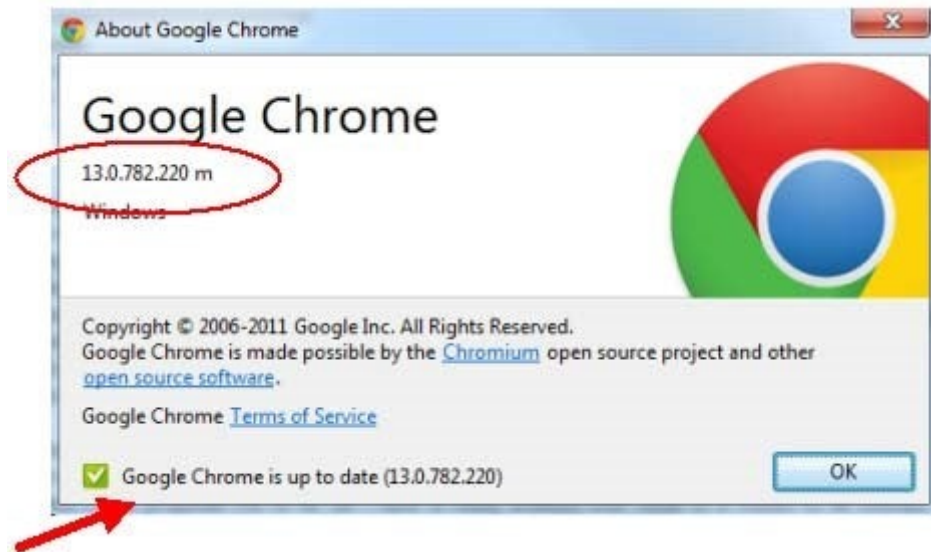 About Google Chrome
Google Chrome
13.0.782.220 m
Windows
Copyright © 2006-2011 Google Inc. All Rights Reserved.
Google Chrome is made possible by the Chromium open source project and other
open source software.
Google Chrome Terms of Service
Google Chrome is up to date (13.0.782.220)
OK